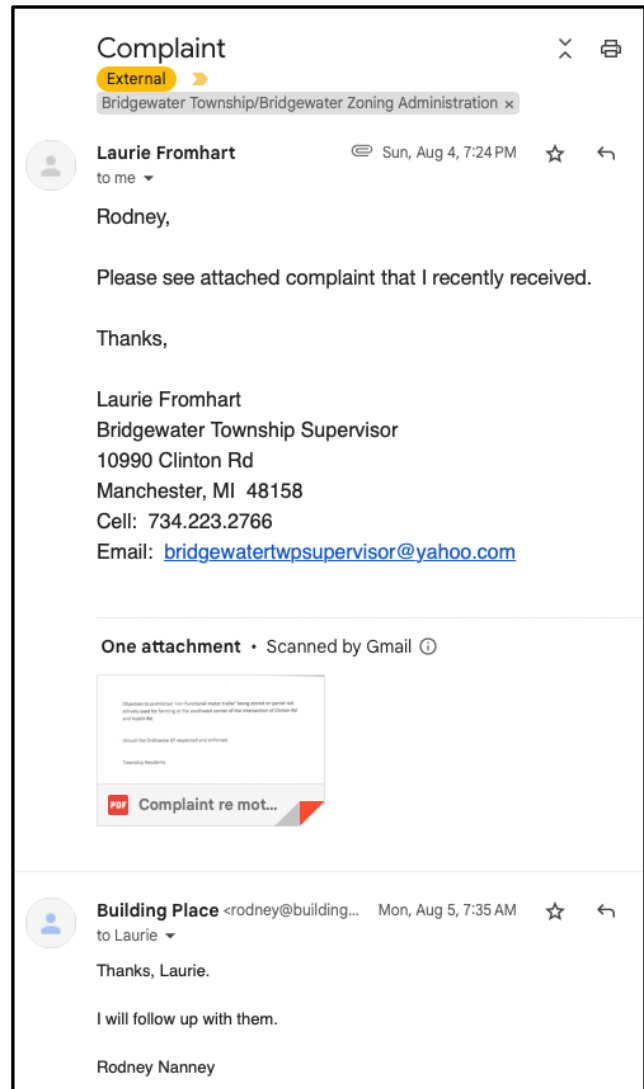 Complaint
External
Bridgewater Township/Bridgewater Zoning Administration ×
Laurie Fromhart Sun, Aug 4, 7:24 PM
to me
Rodney,
Please see attached complaint that I recently received.
Thanks,
Laurie Fromhart
Bridgewater Township Supervisor
10990 Clinton Rd
Manchester, MI 48158
Cell: 734.223.2766
Email: bridgewatertwpsupervisor@yahoo.com
One attachment • Scanned by Gmail
Objection to prohibited 'non-functional motor trailer' being stored on parcel not
actively used for farming at the southwest corner of the intersection of Clinton Rd
and Austin Rd.
Would like Ordinance 67 respected and enforced.
Township Residents
PDF Complaint re mot...
Building Place <rodney@building... Mon, Aug 5, 7:35 AM
to Laurie
Thanks, Laurie.
I will follow up with them.
Rodney Nanney